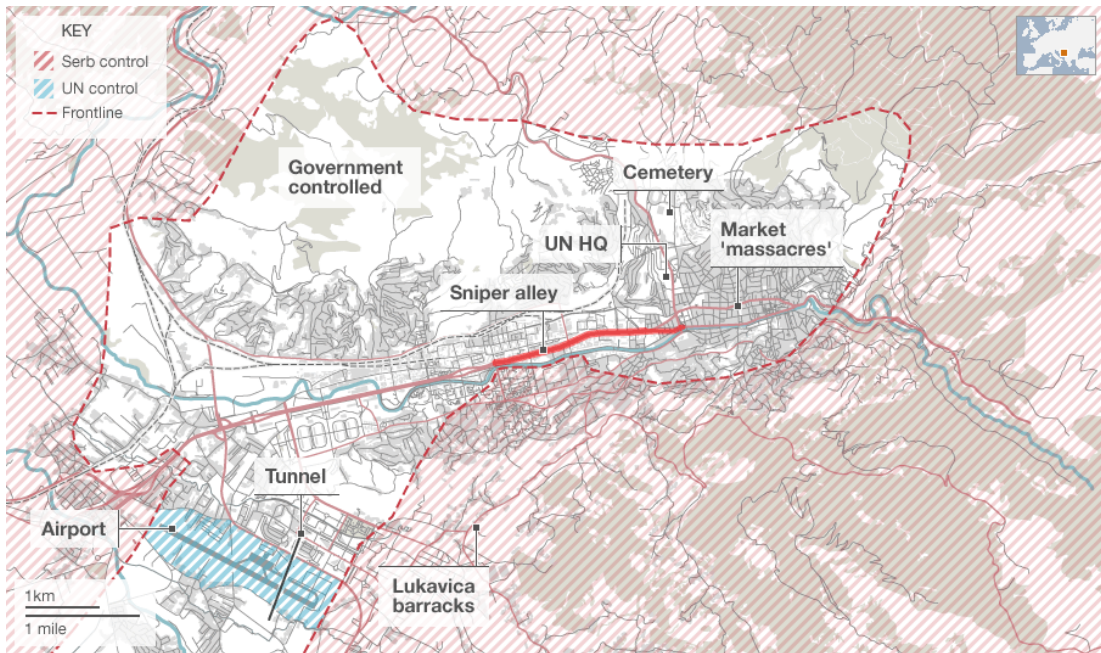 KEY
Serb control
UN control
Frontline
Government
controlled
Cemetery
UN HQ
Market
'massacres'
Sniper alley
Tunnel
Airport
Lukavica
barracks
1km
1 mile